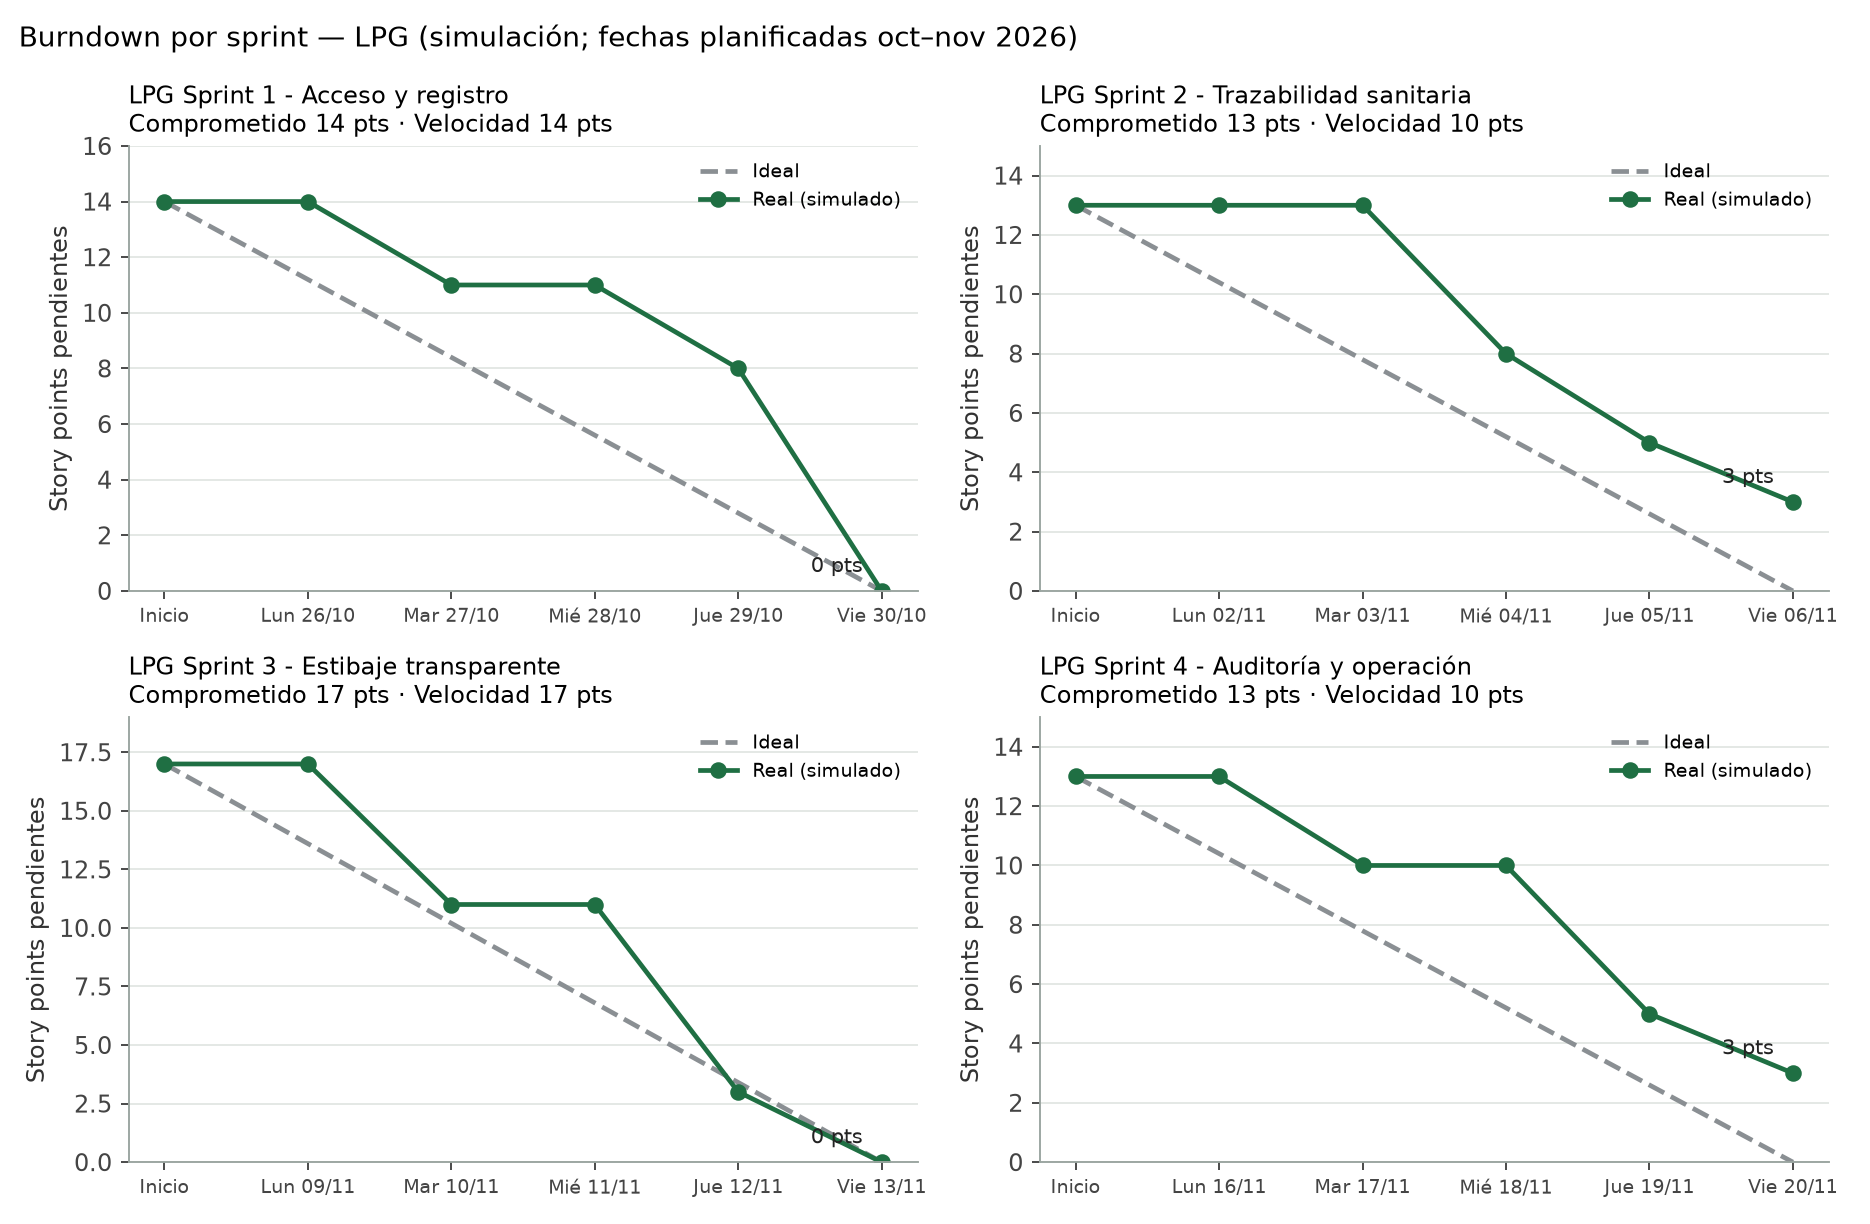 Burndown por sprint — LPG (simulación; fechas planificadas oct–nov 2026)
LPG Sprint 1 - Acceso y registro
Comprometido 14 pts · Velocidad 14 pts
Story points pendientes
16
14
12
10
8
6
4
2
0
Ideal
Real (simulado)
0 pts
Inicio
Lun 26/10
Mar 27/10
Mié 28/10
Jue 29/10
Vie 30/10
LPG Sprint 2 - Trazabilidad sanitaria
Comprometido 13 pts · Velocidad 10 pts
Story points pendientes
14
12
10
8
6
4
2
0
Ideal
Real (simulado)
3 pts
Inicio
Lun 02/11
Mar 03/11
Mié 04/11
Jue 05/11
Vie 06/11
LPG Sprint 3 - Estibaje transparente
Comprometido 17 pts · Velocidad 17 pts
Story points pendientes
17.5
15.0
12.5
10.0
7.5
5.0
2.5
0.0
Ideal
Real (simulado)
0 pts
Inicio
Lun 09/11
Mar 10/11
Mié 11/11
Jue 12/11
Vie 13/11
LPG Sprint 4 - Auditoría y operación
Comprometido 13 pts · Velocidad 10 pts
Story points pendientes
14
12
10
8
6
4
2
0
Ideal
Real (simulado)
3 pts
Inicio
Lun 16/11
Mar 17/11
Mié 18/11
Jue 19/11
Vie 20/11